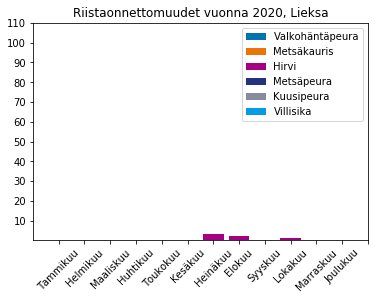 Riistaonnettomuudet vuonna 2020, Lieksa
110
100
90
80
70
60
50
40
30
20
10
Valkohäntäpeura
Metsäkauris
Hirvi
Metsäpeura
Kuusipeura
Villisika
Tammikuu
Helmikuu
Maaliskuu
Huhtikuu
Toukokuu
Kesäkuu
Heinäkuu
Elokuu
Syyskuu
Lokakuu
Marraskuu
Joulukuu